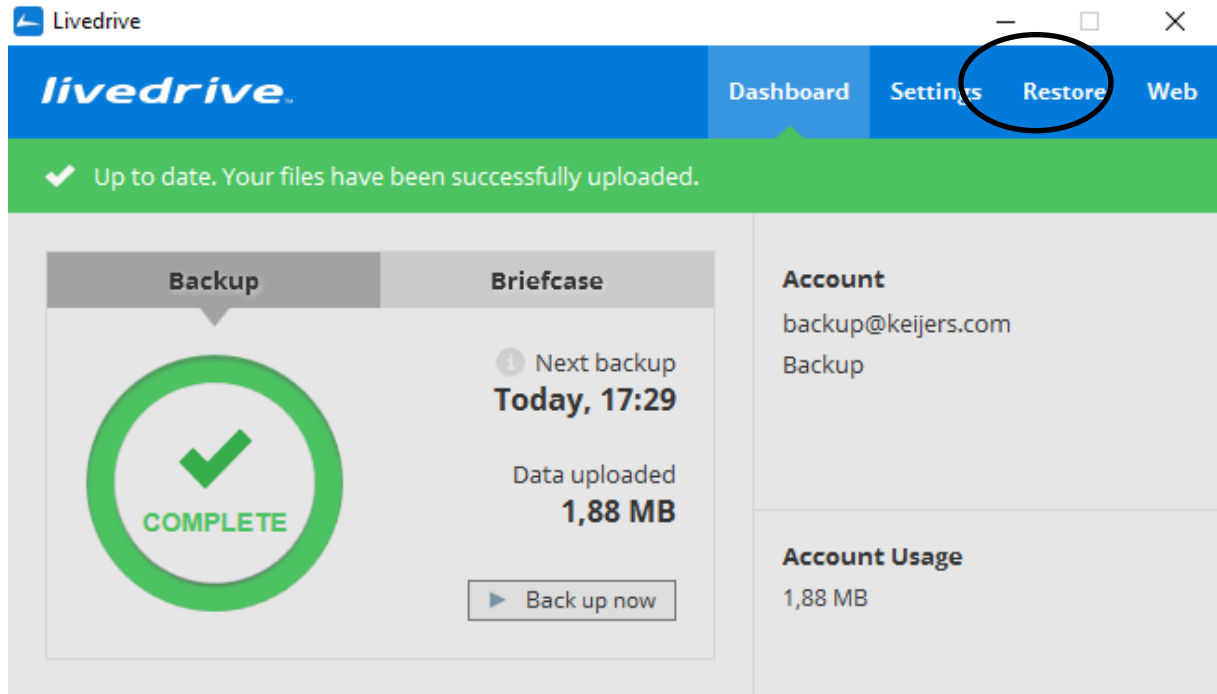 Livedrive
livedrive
Dashboard Settings Restore Web
Up to date. Your files have been successfully uploaded.
Backup Briefcase
COMPLETE
Next backup
Today, 17:29
Data uploaded
1,88 MB
Back up now
Account
backup@keijers.com
Backup
Account Usage
1,88 MB